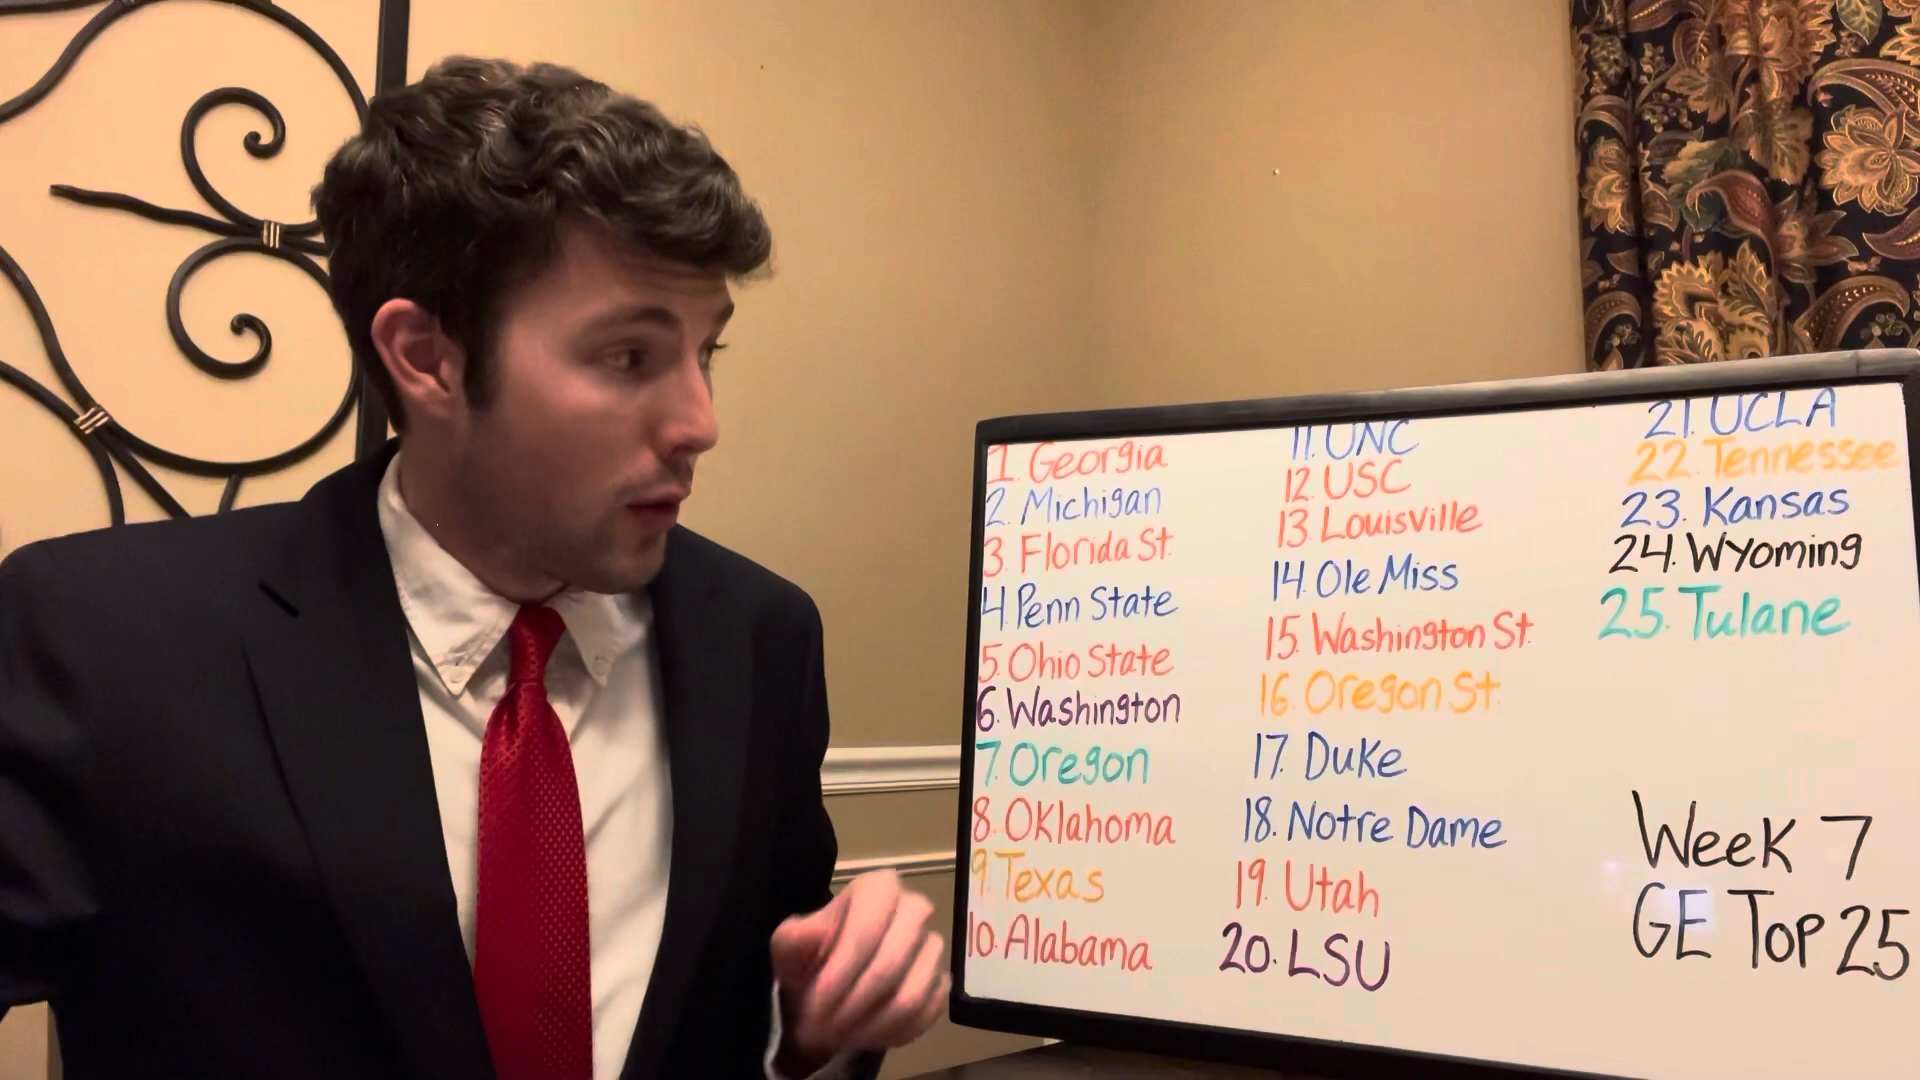 1. Georgia
2. Michigan
3. Florida St.
4 Penn State
5. Ohio State
6. Washington
7. Oregon
8. Oklahoma
9. Texas
10. Alabama
11. UNC
12. USC
13. Louisville
14. Ole Miss
15. Washington St.
16. Oregon St.
17. Duke
18. Notre Dame
19. Utah
20. LSU
21. UCLA
22. Tennessee
23. Kansas
24. Wyoming
25. Tulane
Week 7
GE Top 25